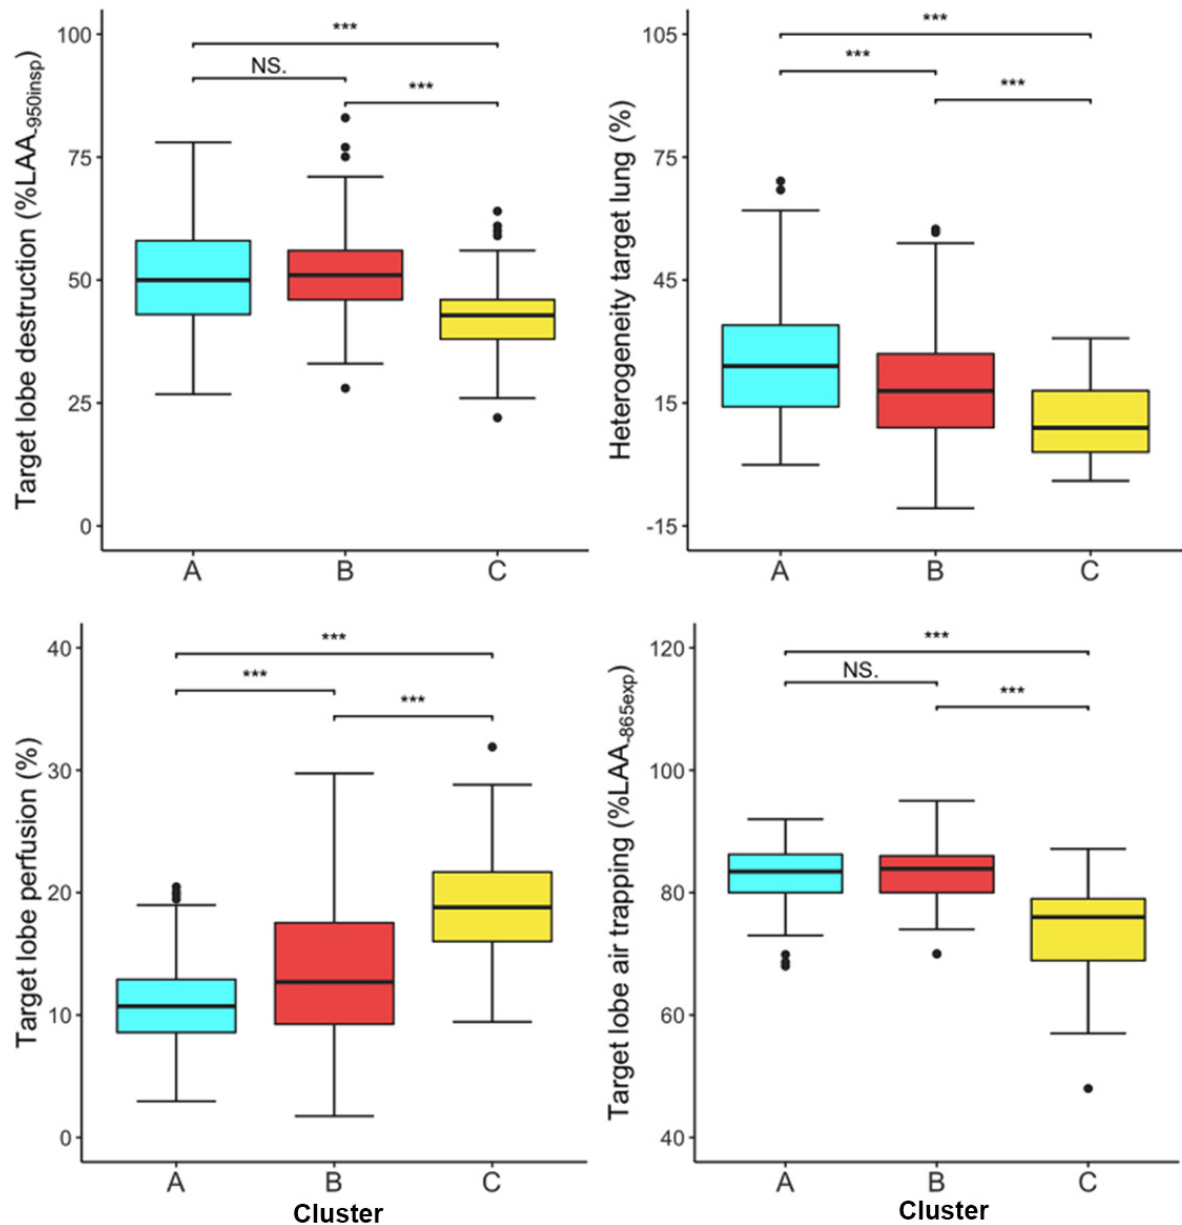 Target lobe destruction (%LAA-950insp)
100
75
50
25
0
***
NS.
***
A B C
Heterogeneity target lung (%)
105
75
45
15
-15
***
***
***
A B C
Target lobe perfusion (%)
40
30
20
10
0
***
***
***
A B C
Cluster
Target lobe air trapping (%LAA-865exp)
120
100
80
60
40
***
NS.
***
A B C
Cluster